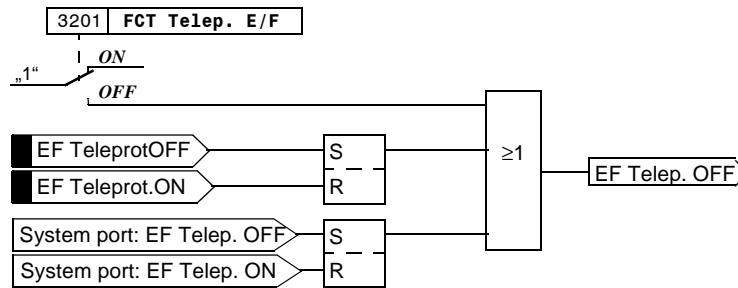 3201 FCT Telep. E/F
ON
„1“
OFF
EF TeleprotOFF
S
≥1
EF Telep. OFF
EF Teleprot.ON
R
System port: EF Telep. OFF
S
System port: EF Telep. ON
R